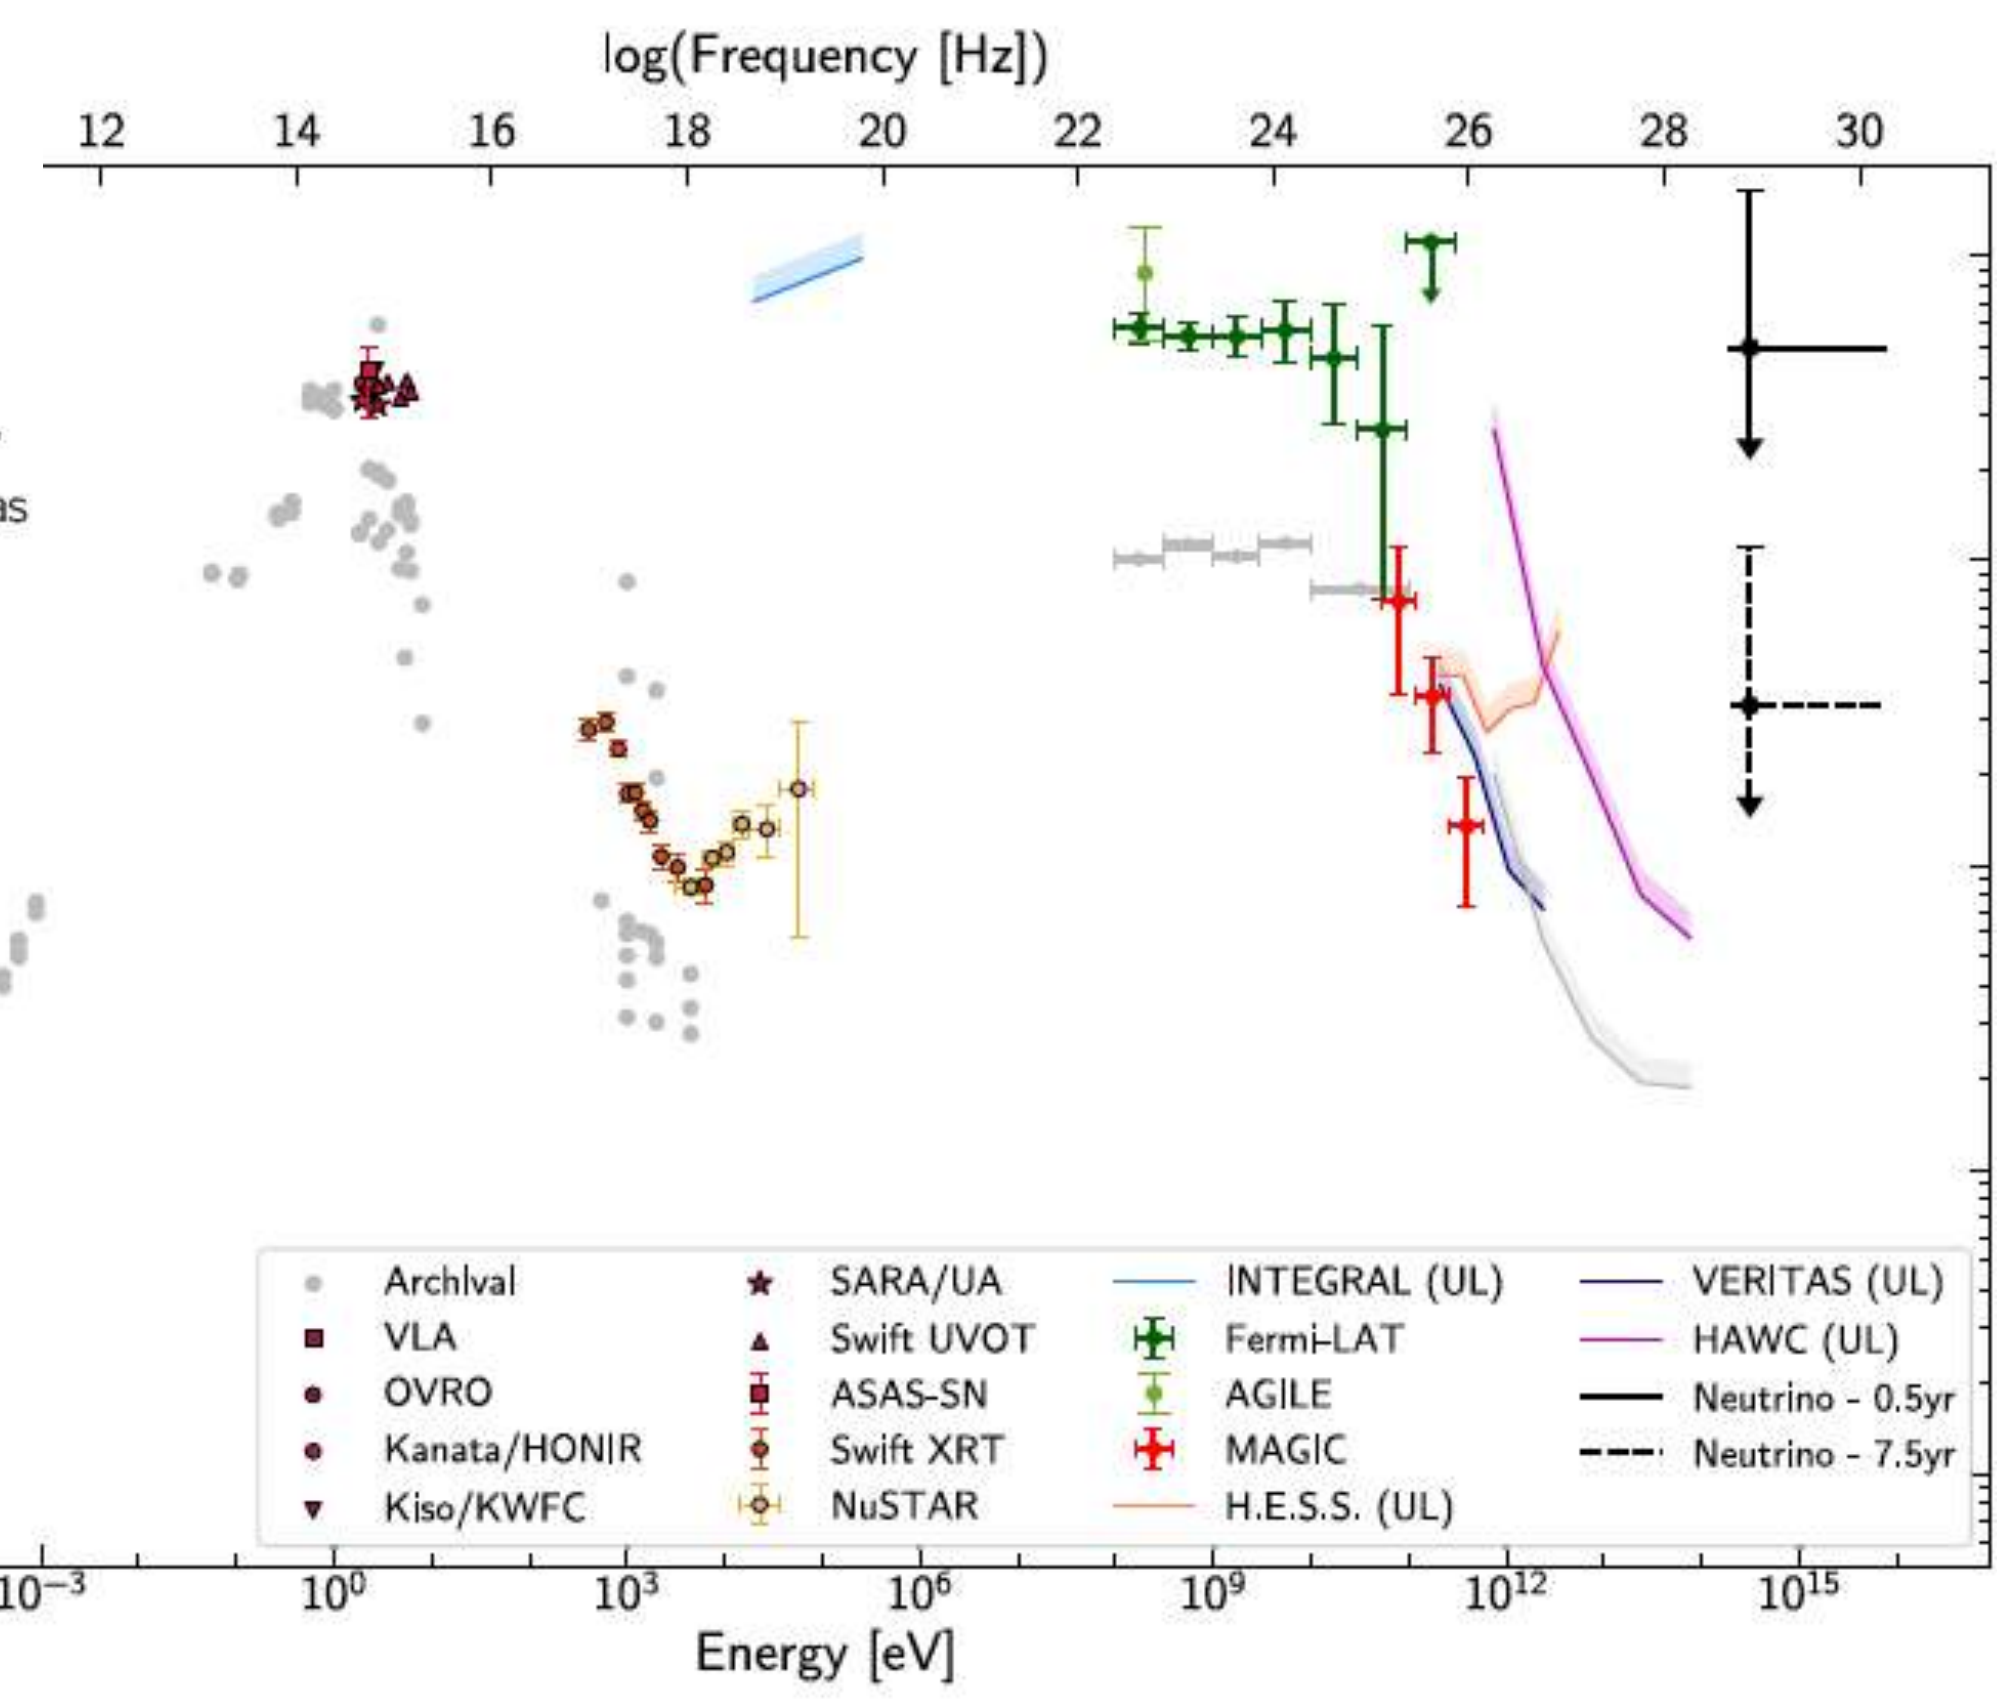 log(Frequency [Hz])
12 14 16 18 20 22 24 26 28 30
as
Archival SARA/UA INTEGRAL (UL) VERITAS (UL)
VLA Swift UVOT Fermi-LAT HAWC (UL)
OVRO ASAS-SN AGILE Neutrino - 0.5yr
Kanata/HONIR Swift XRT MAGIC Neutrino - 7.5yr
Kiso/KWFC NuSTAR H.E.S.S. (UL)
10⁻³ 10⁰ 10³ 10⁶ 10⁹ 10¹² 10¹⁵
Energy [eV]